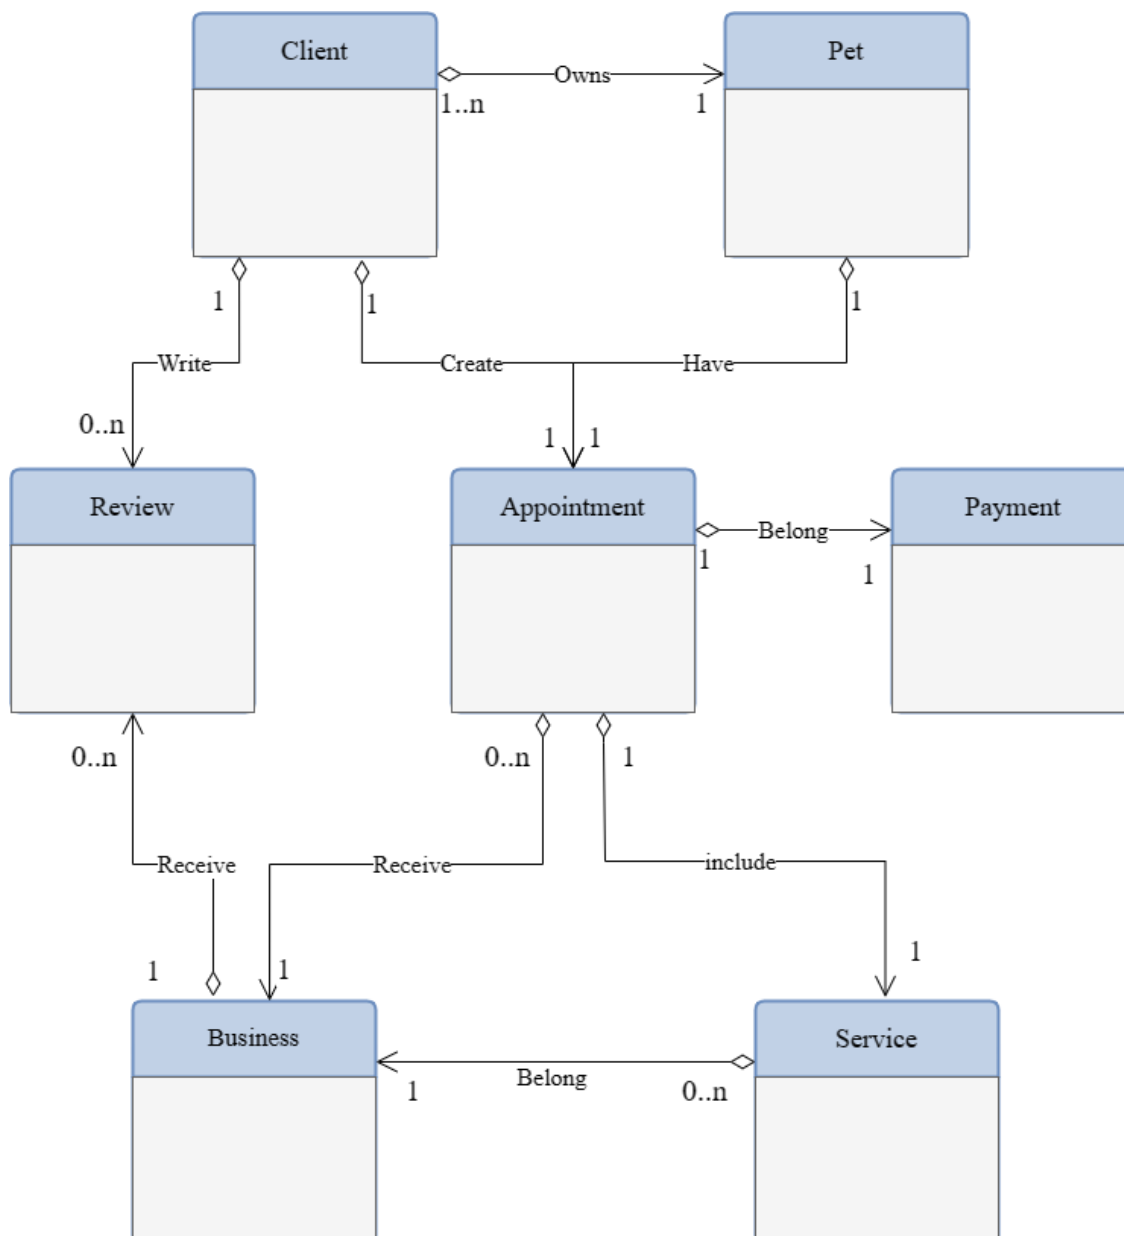 Client
Pet
Owns
1..n
1
1
1
1
Write
Create
Have
0..n
1
1
Review
Appointment
Payment
Belong
1
1
0..n
0..n
1
Receive
Receive
include
1
1
1
Business
Service
Belong
1
0..n